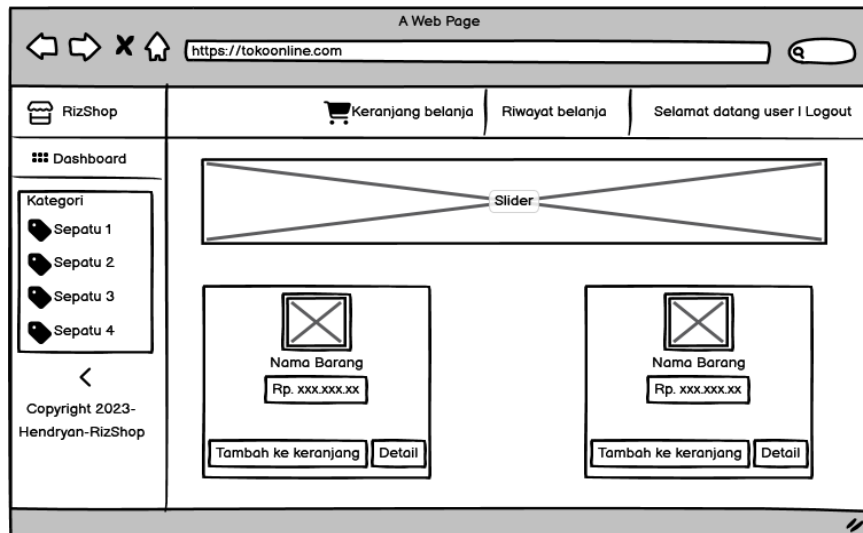 A Web Page
https://tokoonline.com
RizShop
Keranjang belanja
Riwayat belanja
Selamat datang user | Logout
Dashboard
Kategori
Sepatu 1
Sepatu 2
Sepatu 3
Sepatu 4
Copyright 2023-
Hendryan-RizShop
Slider
Nama Barang
Rp. xxx.xxx.xx
Tambah ke keranjang
Detail
Nama Barang
Rp. xxx.xxx.xx
Tambah ke keranjang
Detail